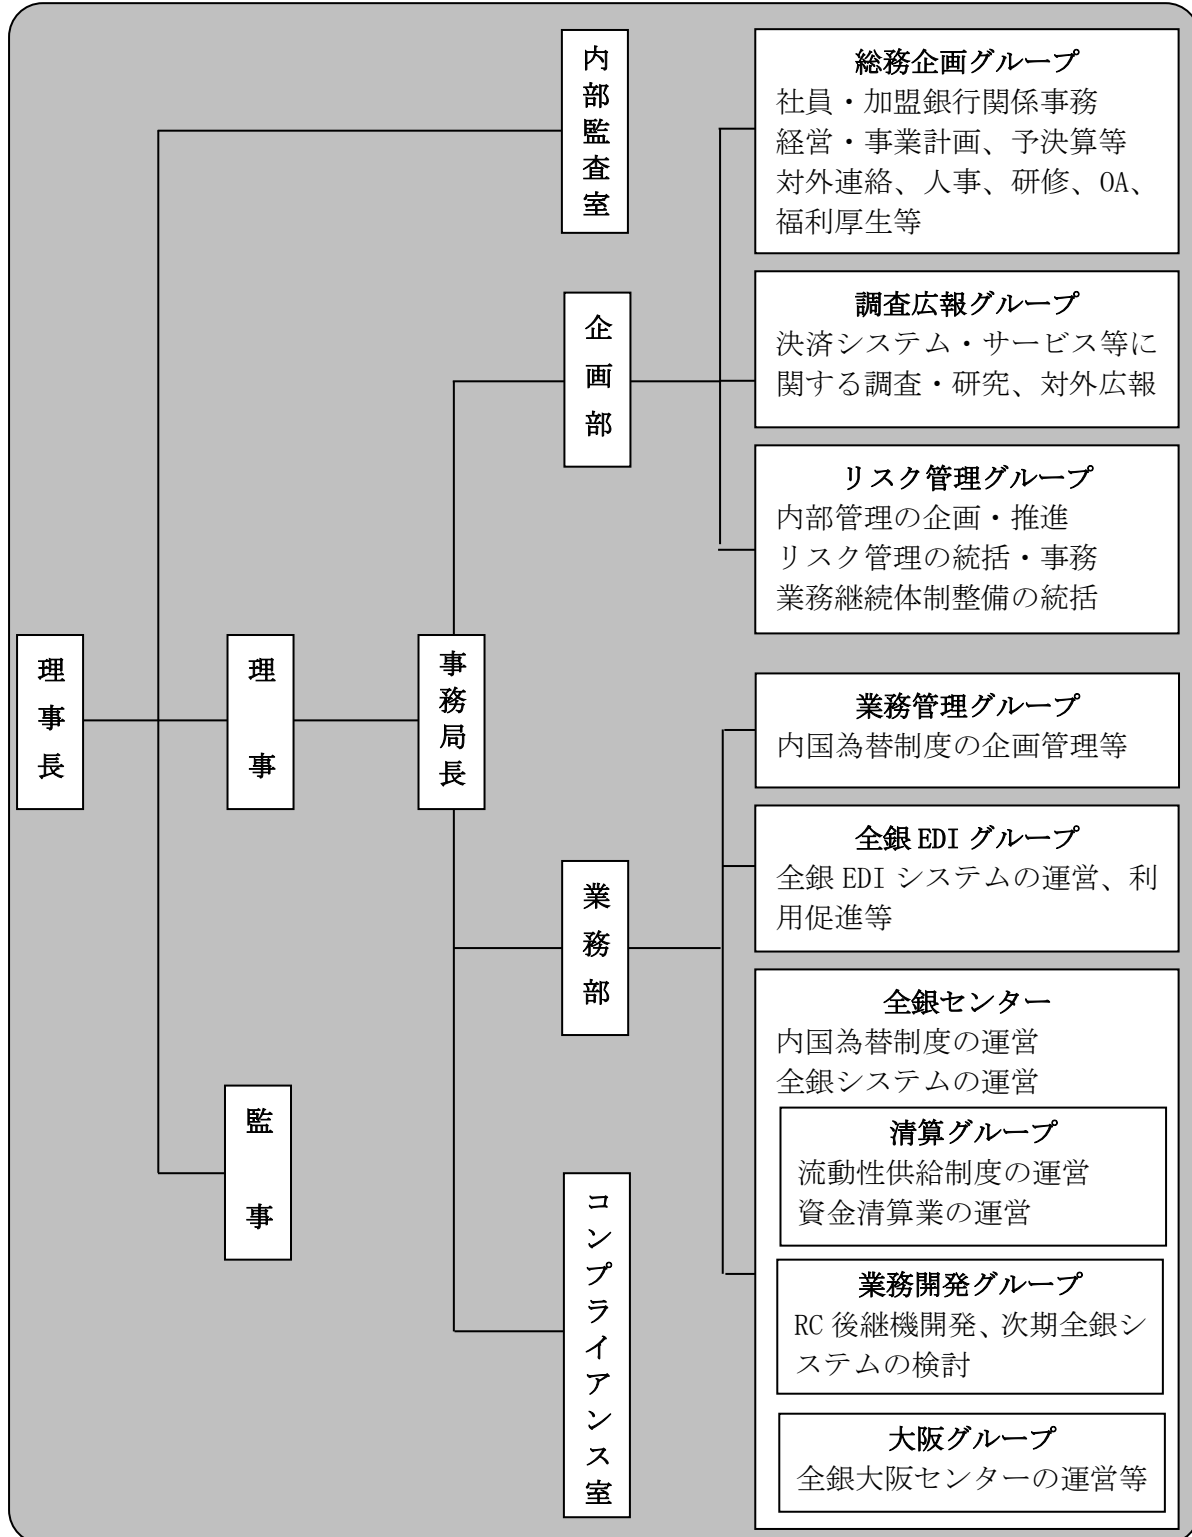 内部監査室
総務企画グループ
社員・加盟銀行関係事務
経営・事業計画、予決算等
対外連絡、人事、研修、OA、
福利厚生等
企画部
調査広報グループ
決済システム・サービス等に
関する調査・研究、対外広報
リスク管理グループ
内部管理の企画・推進
リスク管理の統括・事務
業務継続体制整備の統括
理事長
理事
事務局長
業務管理グループ
内国為替制度の企画管理等
全銀 EDI グループ
全銀 EDI システムの運営、利
用促進等
業務部
全銀センター
内国為替制度の運営
全銀システムの運営
監事
清算グループ
流動性供給制度の運営
資金清算業の運営
コンプライアンス室
業務開発グループ
RC 後継機開発、次期全銀シ
ステムの検討
大阪グループ
全銀大阪センターの運営等